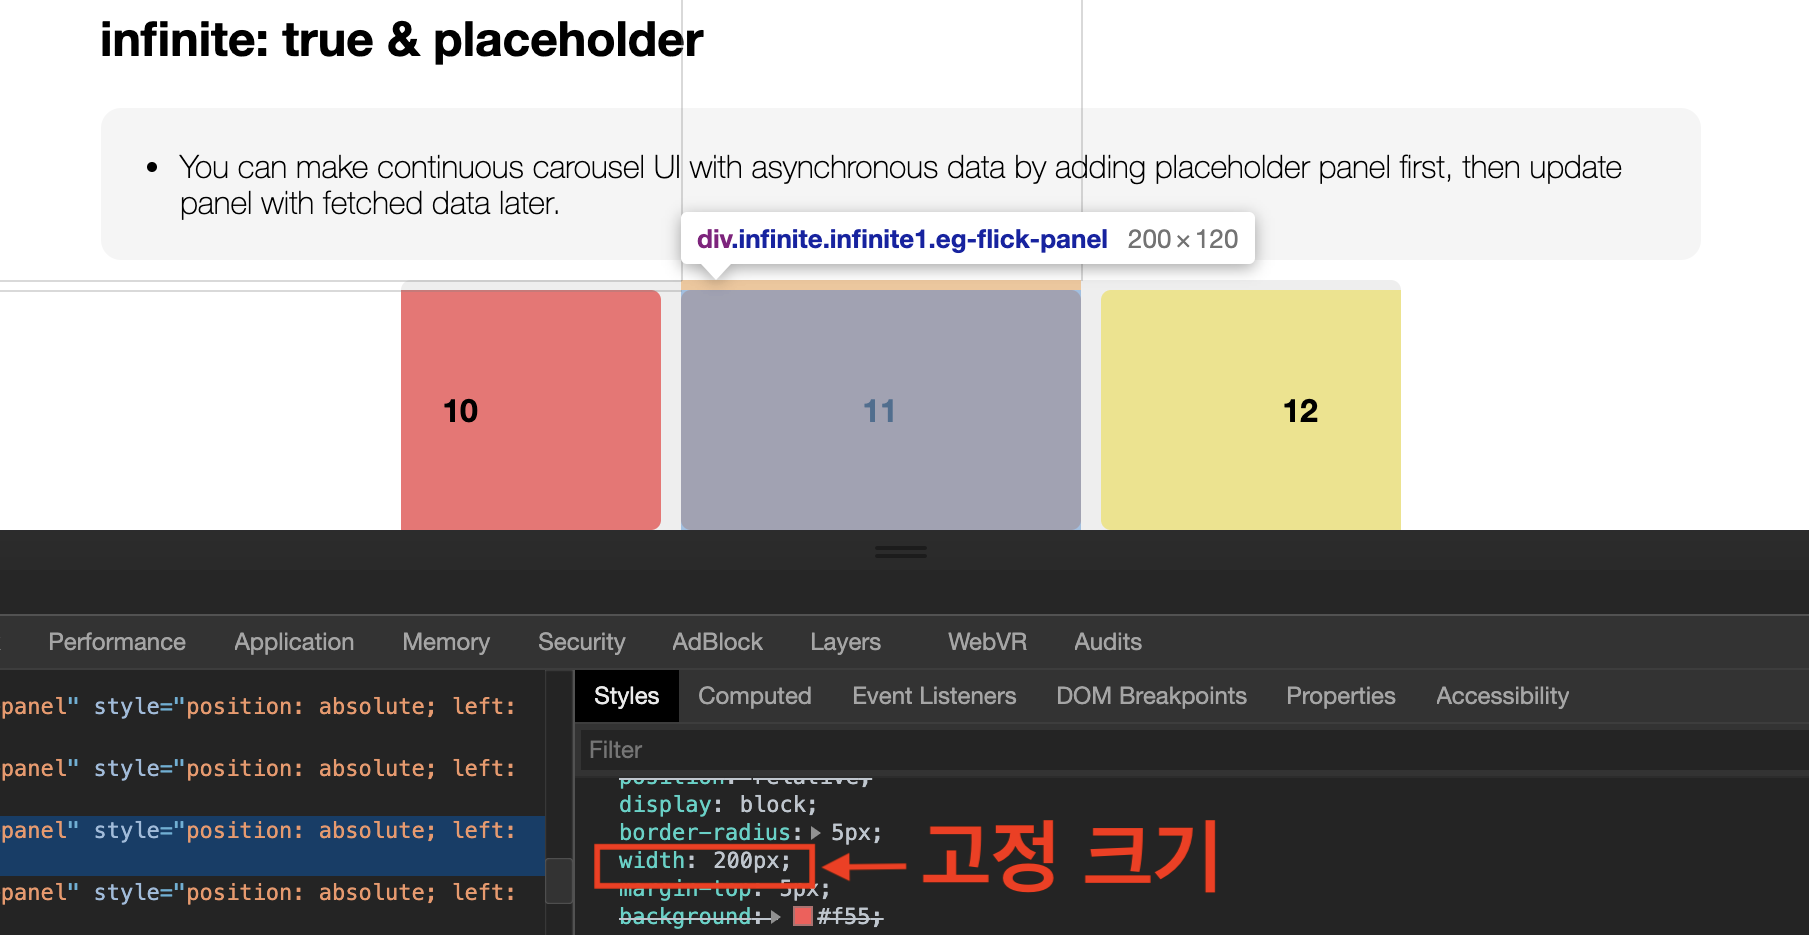 infinite: true & placeholder
• You can make continuous carousel UI with asynchronous data by adding placeholder panel first, then update
panel with fetched data later.
div.infinite.infinite1.eg-flick-panel 200 × 120
10 11 12
Performance Application Memory Security AdBlock Layers WebVR Audits
panel" style="position: absolute; left:
panel" style="position: absolute; left:
panel" style="position: absolute; left:
panel" style="position: absolute; left:
Styles Computed Event Listeners DOM Breakpoints Properties Accessibility
Filter
position: relative;
display: block;
border-radius: 5px;
width: 200px;
고정 크기
margin-top: 5px;
background: #f55;